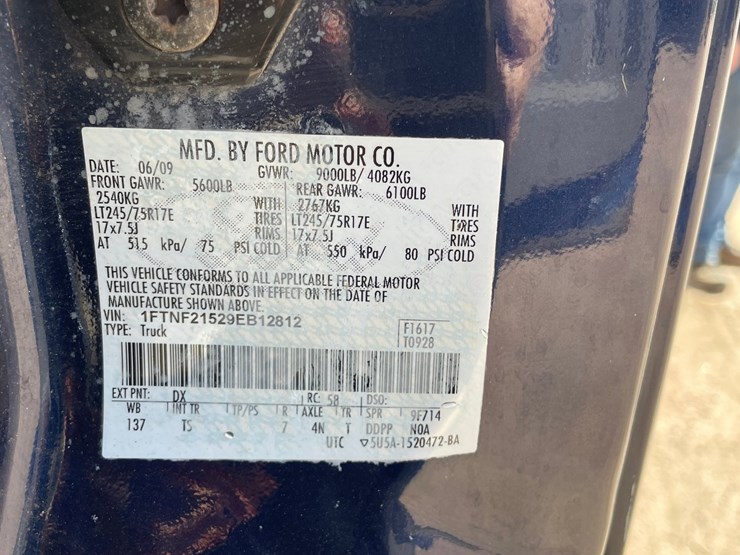 MFD. BY FORD MOTOR CO.
DATE: 06/09 GVWR: 9000LB/ 4082KG
FRONT GAWR: 5600LB REAR GAWR: 6100LB
2540KG WITH 2767KG WITH
LT245/75R17E TIRES LT245/75R17E TIRES
17x7.5J RIMS 17x7.5J RIMS
AT 515 kPa/ 75 PSI COLD AT 550 kPa/ 80 PSI COLD
THIS VEHICLE CONFORMS TO ALL APPLICABLE FEDERAL MOTOR
VEHICLE SAFETY STANDARDS IN EFFECT ON THE DATE OF
MANUFACTURE SHOWN ABOVE.
VIN: 1FTNF21529EB12812
TYPE: Truck
F1617
T0928
EXT PNT: DX RC: 58 DSO:
WB INT TR TP/PS R AXLE TR SPR 9F714
137 TS 7 4N T DDPP NOA
UTC ▽5U5A-1520472-BA